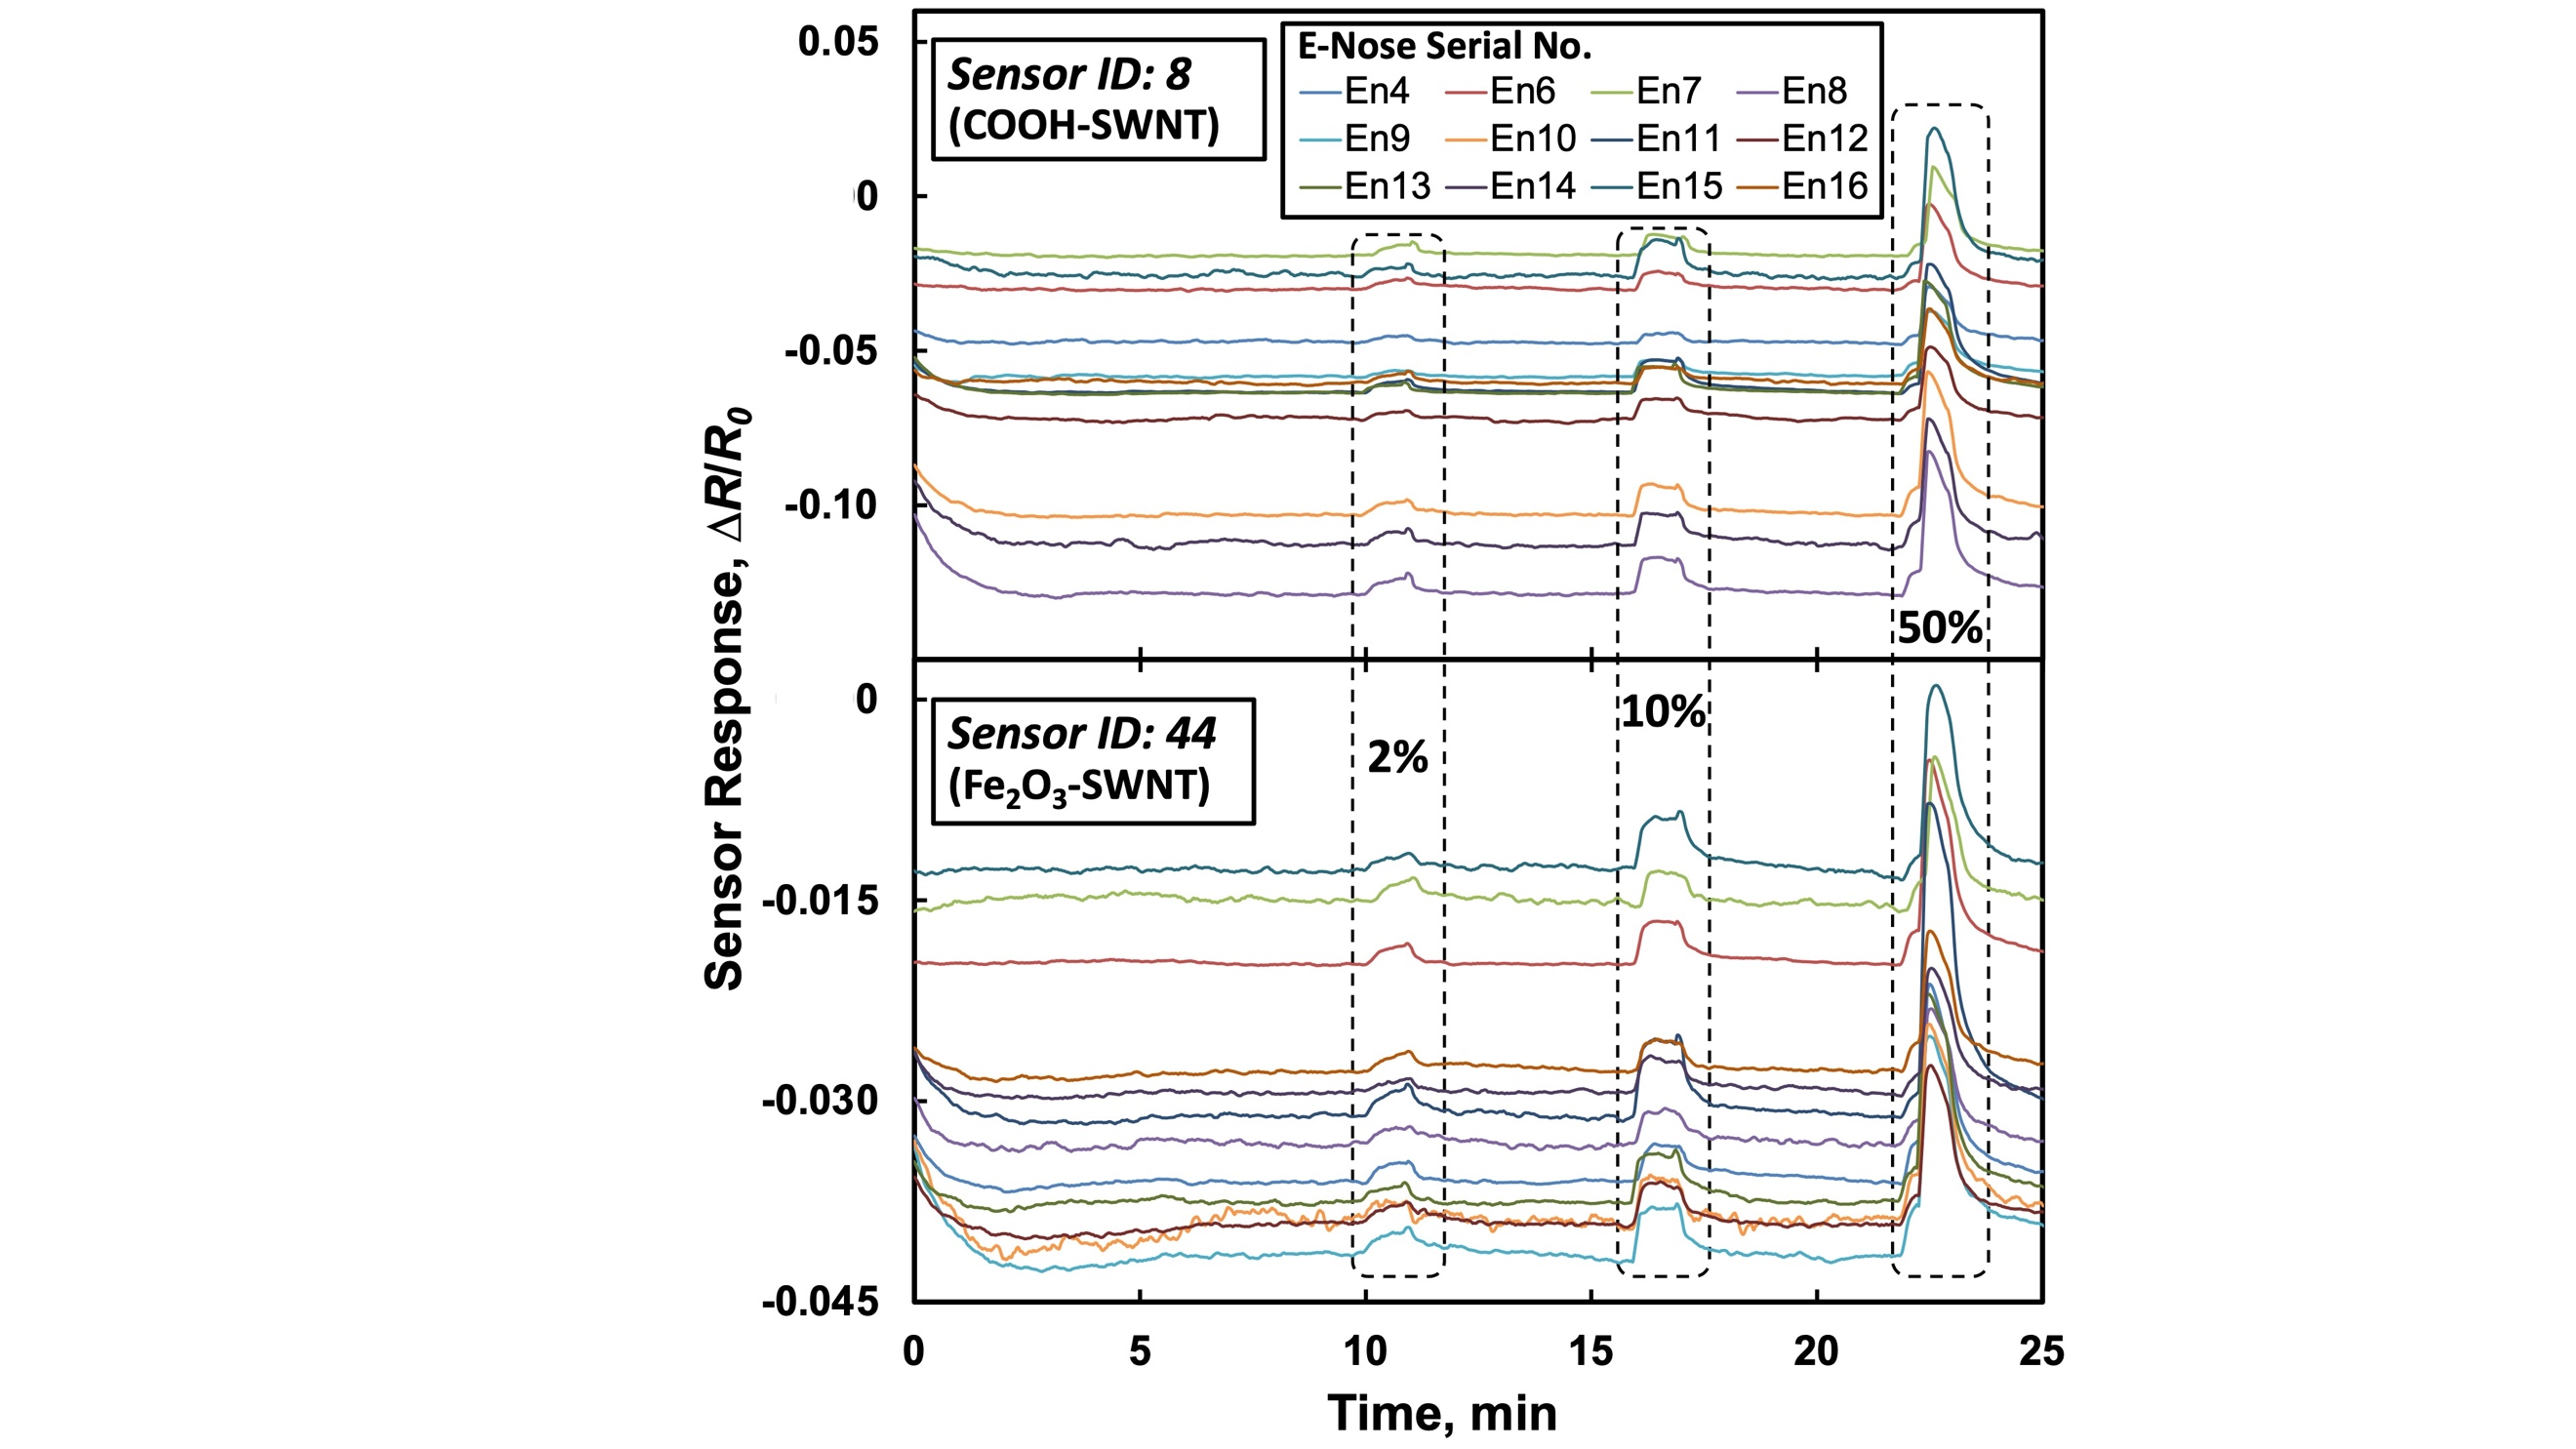 0.05
0
-0.05
-0.10
Sensor ID: 8
(COOH-SWNT)
E-Nose Serial No.
En4 En6 En7 En8
En9 En10 En11 En12
En13 En14 En15 En16
50%
Sensor Response, ΔR/R₀
0
-0.015
-0.030
-0.045
Sensor ID: 44
(Fe₂O₃-SWNT)
2%
10%
0 5 10 15 20 25
Time, min